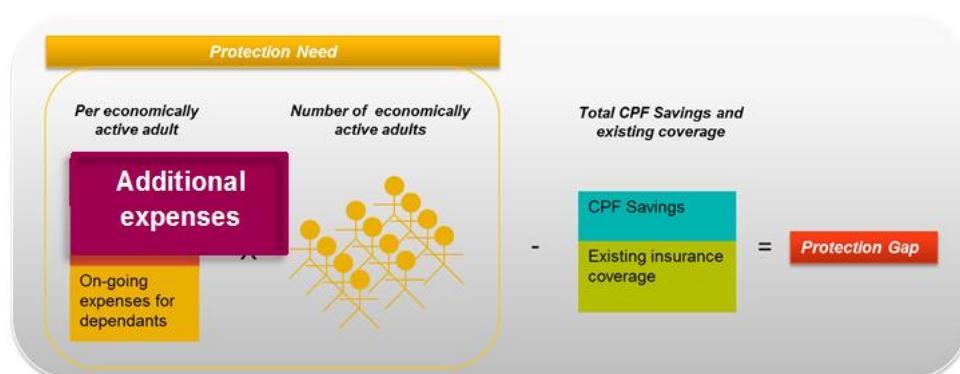 Protection Need
Per economically
active adult
Number of economically
active adults
Total CPF Savings and
existing coverage
Additional
expenses
On-going
expenses for
dependants
-
CPF Savings
Existing insurance
coverage
=
Protection Gap